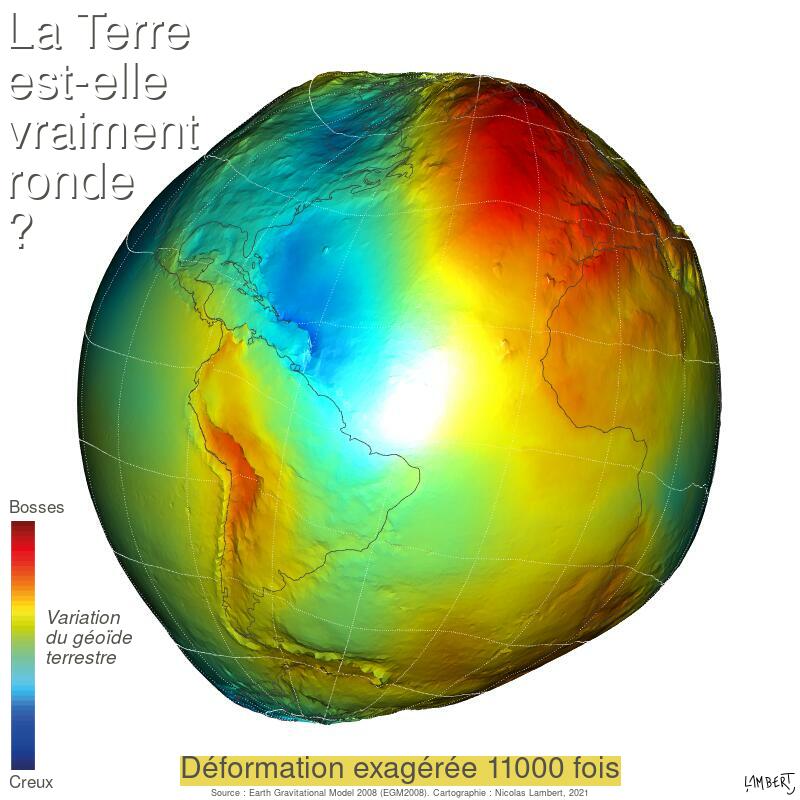 La Terre
est-elle
vraiment
ronde
?
Bosses
Variation
du géoïde
terrestre
Creux
Déformation exagérée 11000 fois
Source : Earth Gravitational Model 2008 (EGM2008). Cartographie : Nicolas Lambert, 2021
LAMBERT